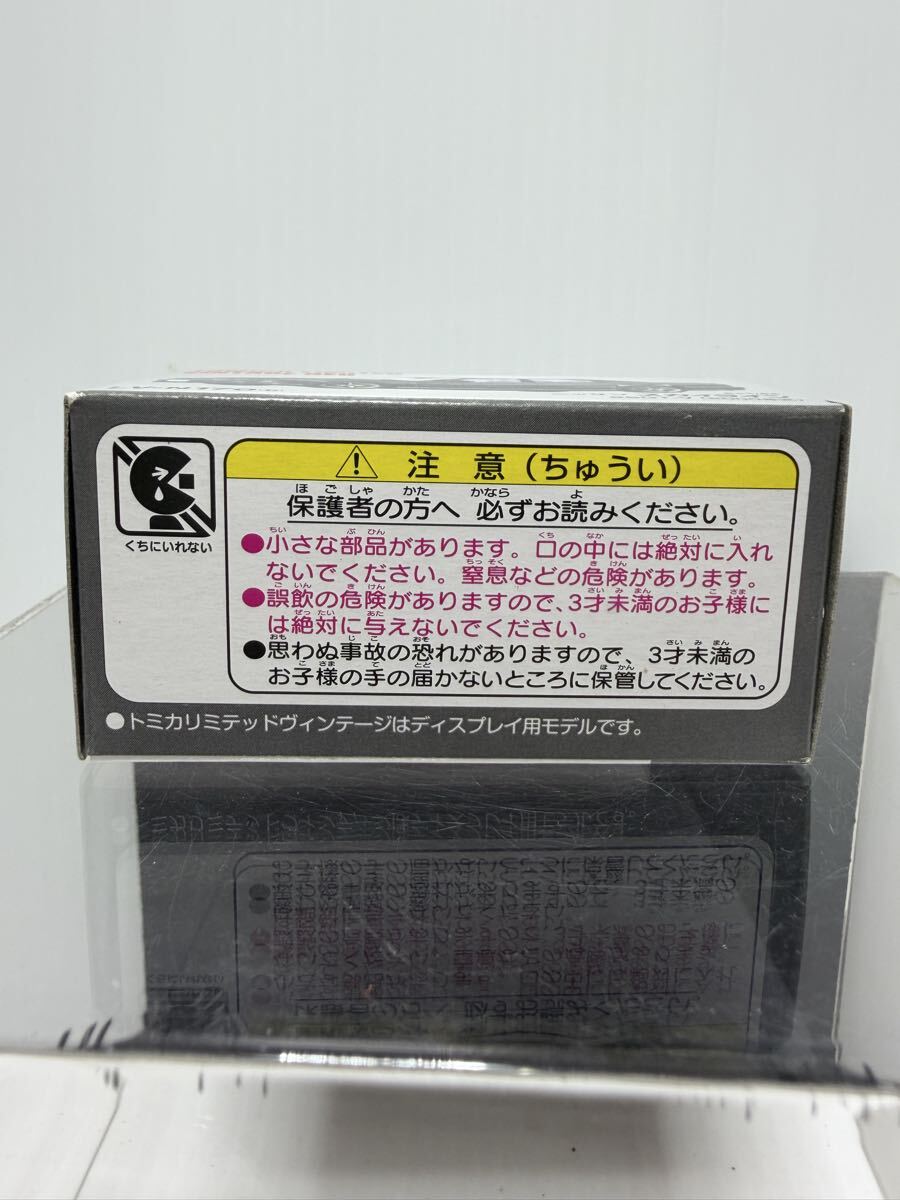 くちにいれない
注意(ちゅうい)
保護者の方へ 必ずお読みください。
●小さな部品があります。口の中には絶対に入れ
ないでください。窒息などの危険があります。
●誤飲の危険がありますので、3才未満のお子様に
は絶対に与えないでください。
●思わぬ事故の恐れがありますので、3才未満の
お子様の手の届かないところに保管してください。
●トミカリミテッドヴィンテージはディスプレイ用モデルです。